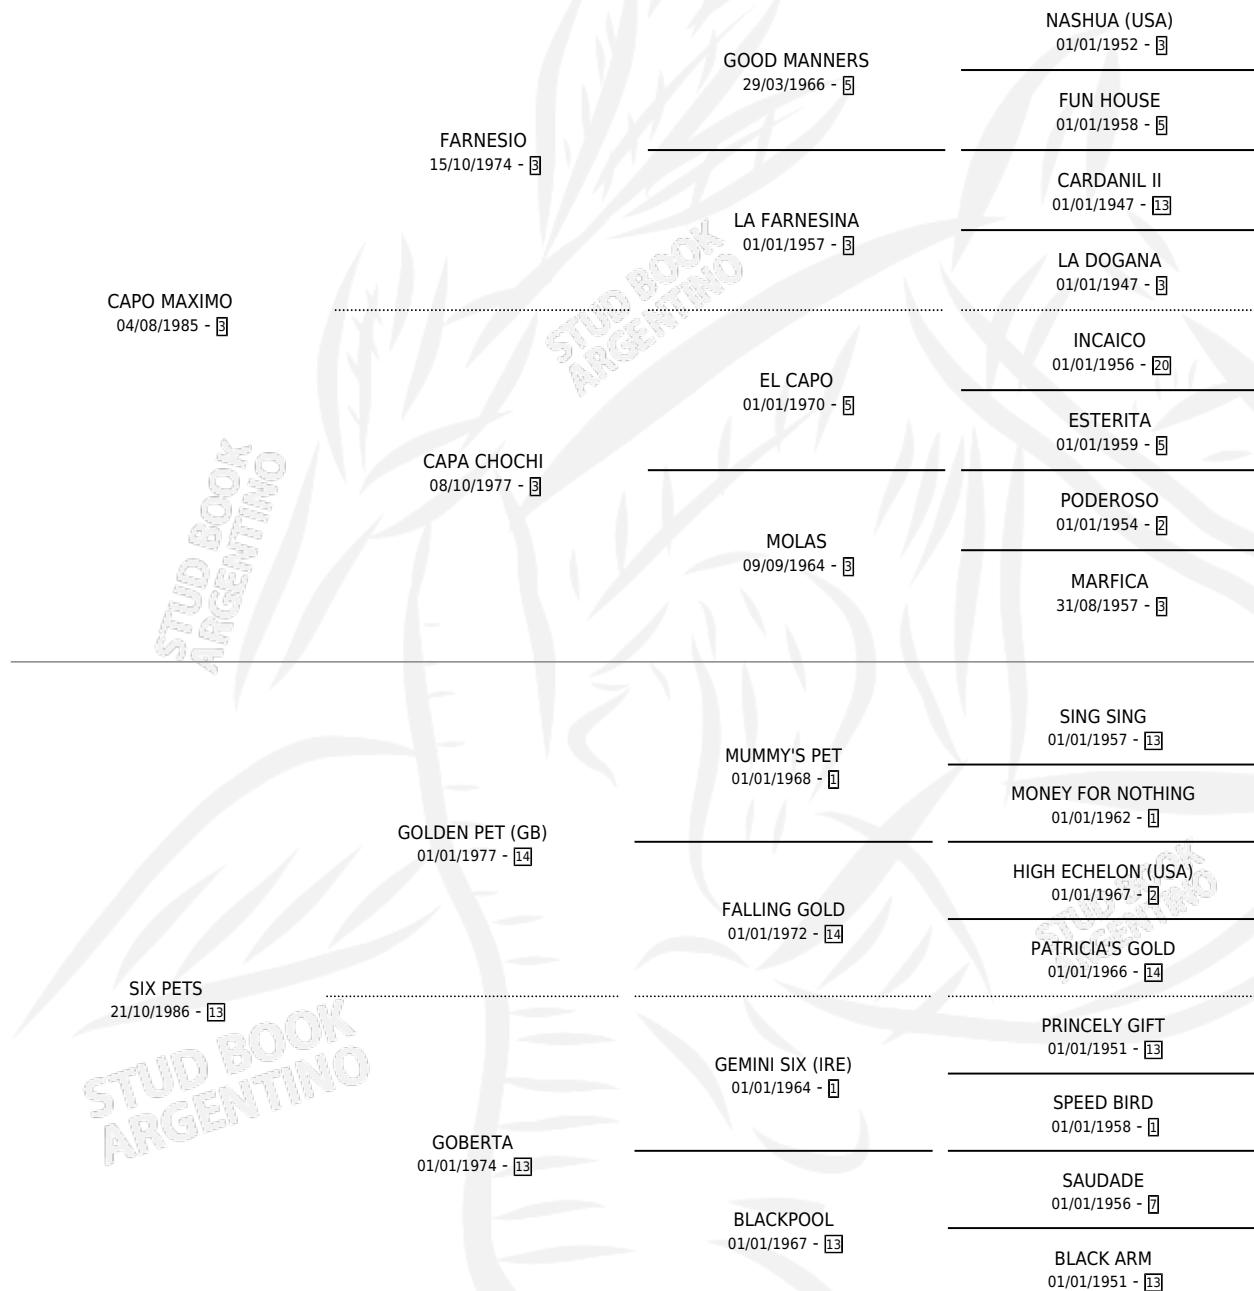 NASHUA (USA)
01/01/1952 - 3
GOOD MANNERS
29/03/1966 - 5
FUN HOUSE
01/01/1958 - 5
FARNESIO
15/10/1974 - 3
CARDANIL II
01/01/1947 - 13
LA FARNESINA
01/01/1957 - 3
LA DOGANA
01/01/1947 - 3
CAPO MAXIMO
04/08/1985 - 3
INCAICO
01/01/1956 - 20
EL CAPO
01/01/1970 - 5
ESTERITA
01/01/1959 - 5
CAPA CHOCHI
08/10/1977 - 3
PODEROSO
01/01/1954 - 2
MOLAS
09/09/1964 - 3
MARFICA
31/08/1957 - 3
STUD BOOK
ARGENTINO
STUD BOOK
ARGENTINO
SING SING
01/01/1957 - 13
MUMMY'S PET
01/01/1968 - 1
MONEY FOR NOTHING
01/01/1962 - 1
GOLDEN PET (GB)
01/01/1977 - 14
HIGH ECHELON (USA)
01/01/1967 - 2
FALLING GOLD
01/01/1972 - 14
PATRICIA'S GOLD
01/01/1966 - 14
SIX PETS
21/10/1986 - 13
PRINCELY GIFT
01/01/1951 - 13
GEMINI SIX (IRE)
01/01/1964 - 1
SPEED BIRD
01/01/1958 - 1
GOBERTA
01/01/1974 - 13
SAUDADE
01/01/1956 - 7
BLACKPOOL
01/01/1967 - 13
BLACK ARM
01/01/1951 - 13
STUD BOOK
ARGENTINO
STUD BOOK
ARGENTINO